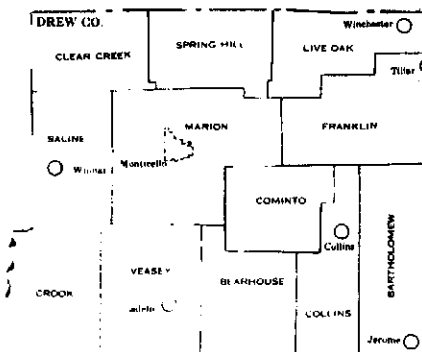 DREW CO.
Winchester
SPRING HILL
LIVE OAK
CLEAR CREEK
Tillar
MARION
FRANKLIN
SALINE
Monticello
Wilmar
COMINTO
BARTHOLOMEW
Collins
VEASEY
BEARHOUSE
CROOK
COLLINS
Jerome